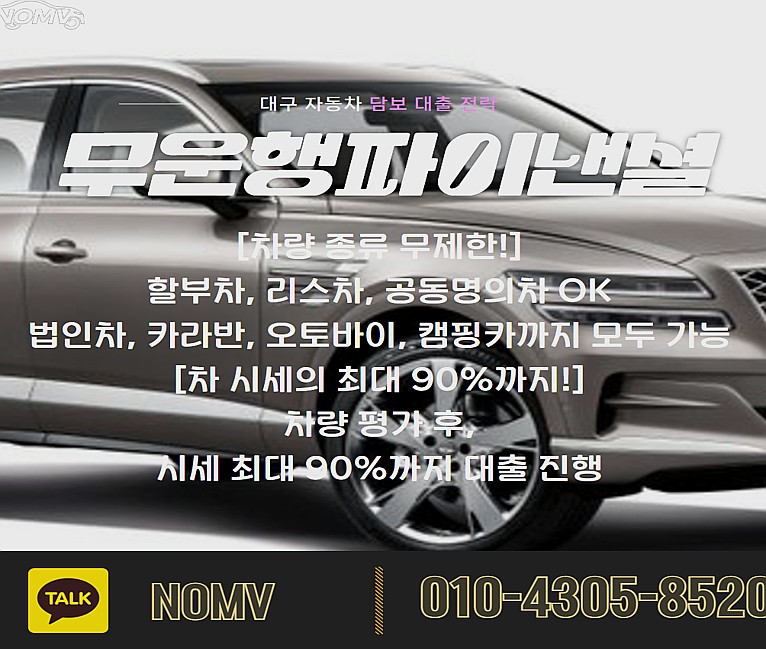 NOMV
대구 자동차 담보 대출 전략
무운행파이낸셜
[차량 종류 무제한!]
할부차, 리스차, 공동명의차 OK
법인차, 카라반, 오토바이, 캠핑카까지 모두 가능
[차 시세의 최대 90%까지!]
차량 평가 후,
시세 최대 90%까지 대출 진행
TALK NOMV 010-4305-8520